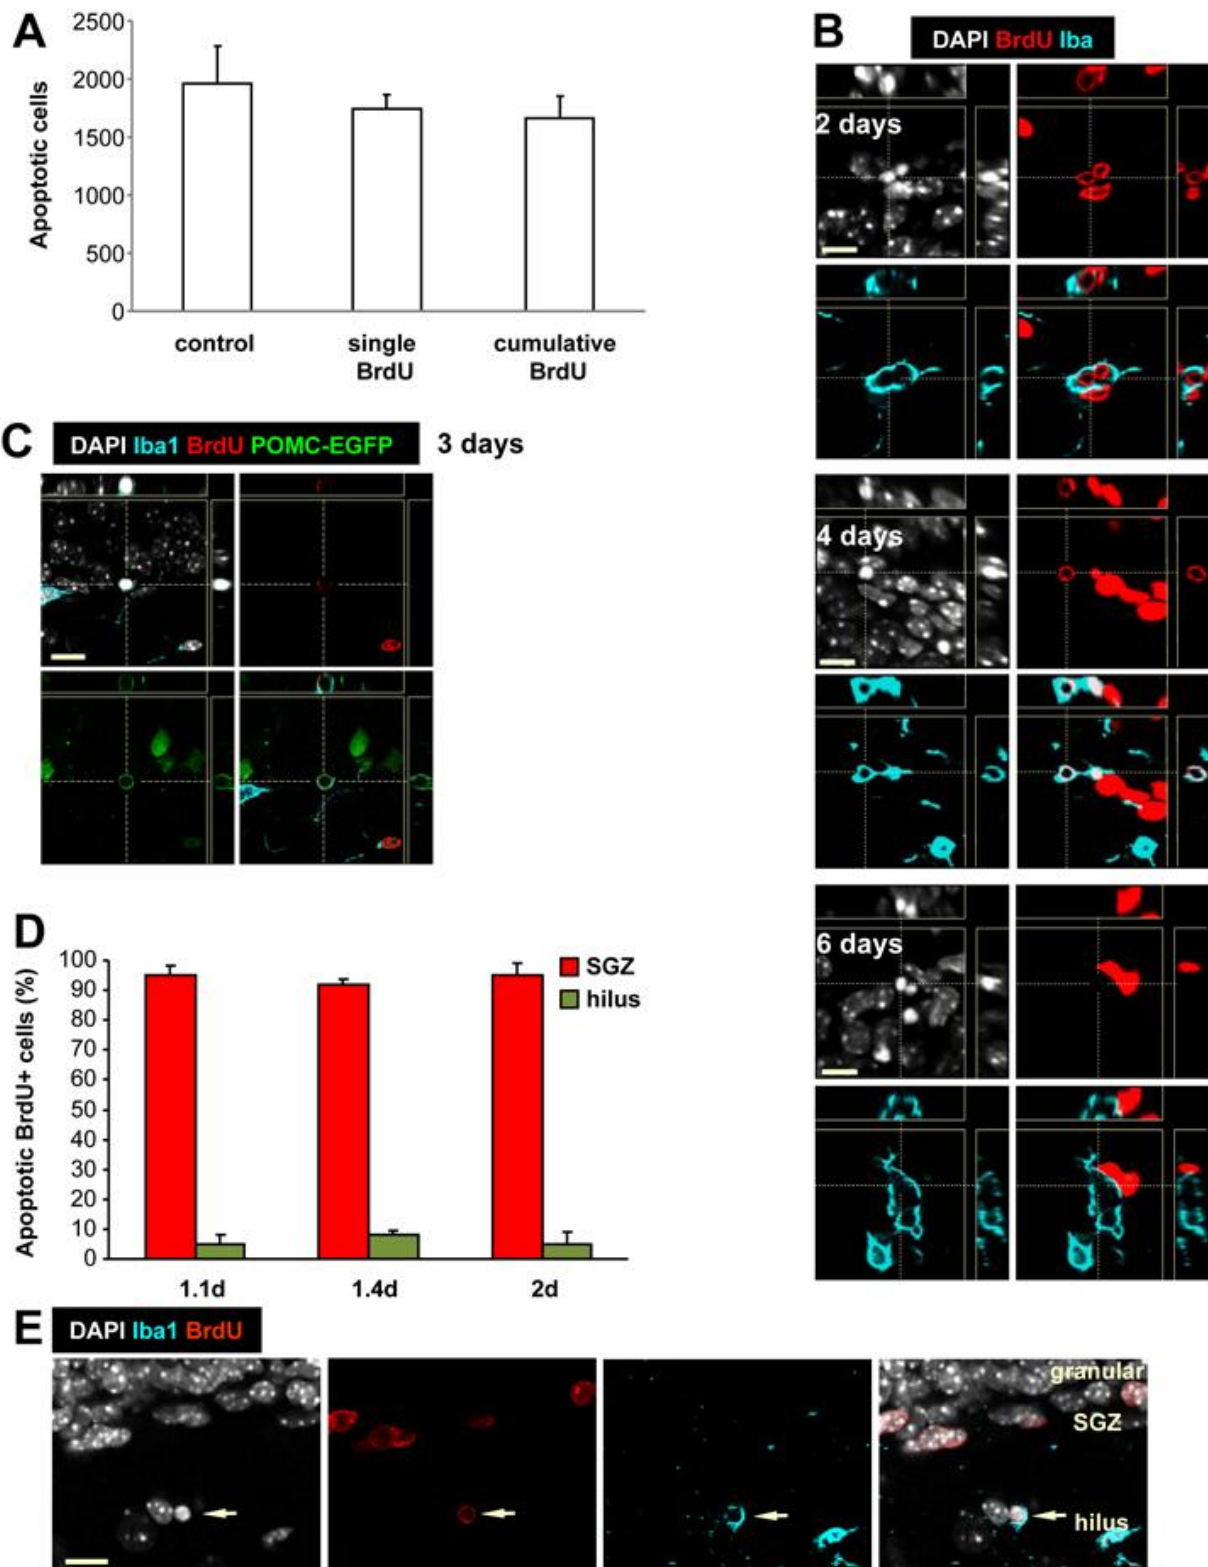 A
Apoptotic cells
2500
2000
1500
1000
500
0
control
single
BrdU
cumulative
BrdU
B
DAPI BrdU Iba
2 days
4 days
6 days
C
DAPI Iba1 BrdU POMC-EGFP
3 days
D
Apoptotic BrdU+ cells (%)
100
90
80
70
60
50
40
30
20
10
0
SGZ
hilus
1.1d
1.4d
2d
E
DAPI Iba1 BrdU
granular
SGZ
hilus